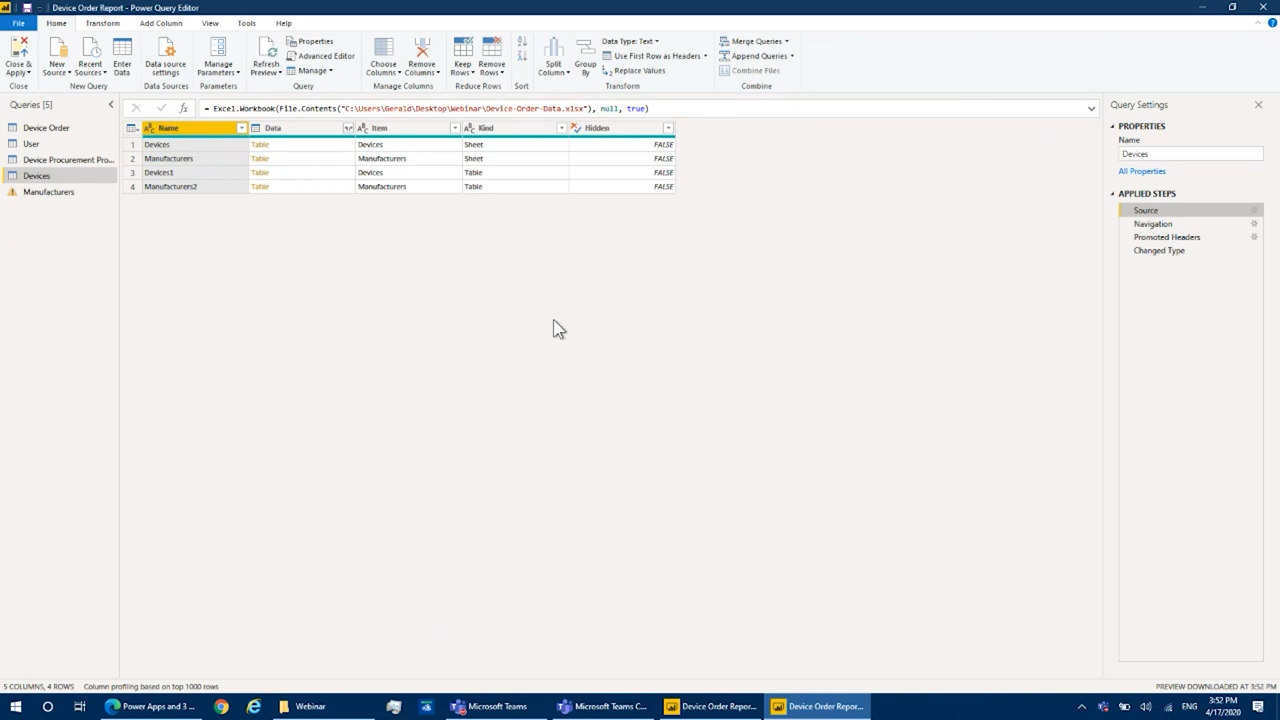 Device Order Report - Power Query Editor
File Home Transform Add Column View Tools Help
Close & Apply
New Source
Recent Sources
Enter Data
Data source settings
Manage Parameters
Refresh Preview
Properties
Advanced Editor
Manage
Choose Columns
Remove Columns
Keep Rows
Remove Rows
Split Column
Group By
Data Type: Text
Use First Row as Headers
Replace Values
Merge Queries
Append Queries
Combine Files
Close New Query Data Sources Parameters Query Manage Columns Reduce Rows Sort Transform Combine
Queries [5]
Device Order
User
Device Procurement Pro...
Devices
Manufacturers
= Excel.Workbook(File.Contents("C:\Users\Gerald\Desktop\Webinar\Device-Order-Data.xlsx"), null, true)
Name Data Item Kind Hidden
1 Devices Table Devices Sheet FALSE
2 Manufacturers Table Manufacturers Sheet FALSE
3 Devices1 Table Devices Table FALSE
4 Manufacturers2 Table Manufacturers Table FALSE
Query Settings
PROPERTIES
Name
Devices
All Properties
APPLIED STEPS
Source
Navigation
Promoted Headers
Changed Type
5 COLUMNS, 4 ROWS Column profiling based on top 1000 rows PREVIEW DOWNLOADED AT 3:52 PM
Power Apps and 3 ... Webinar Microsoft Teams Microsoft Teams C... Device Order Repor... Device Order Repor... ENG 3:52 PM
4/17/2020